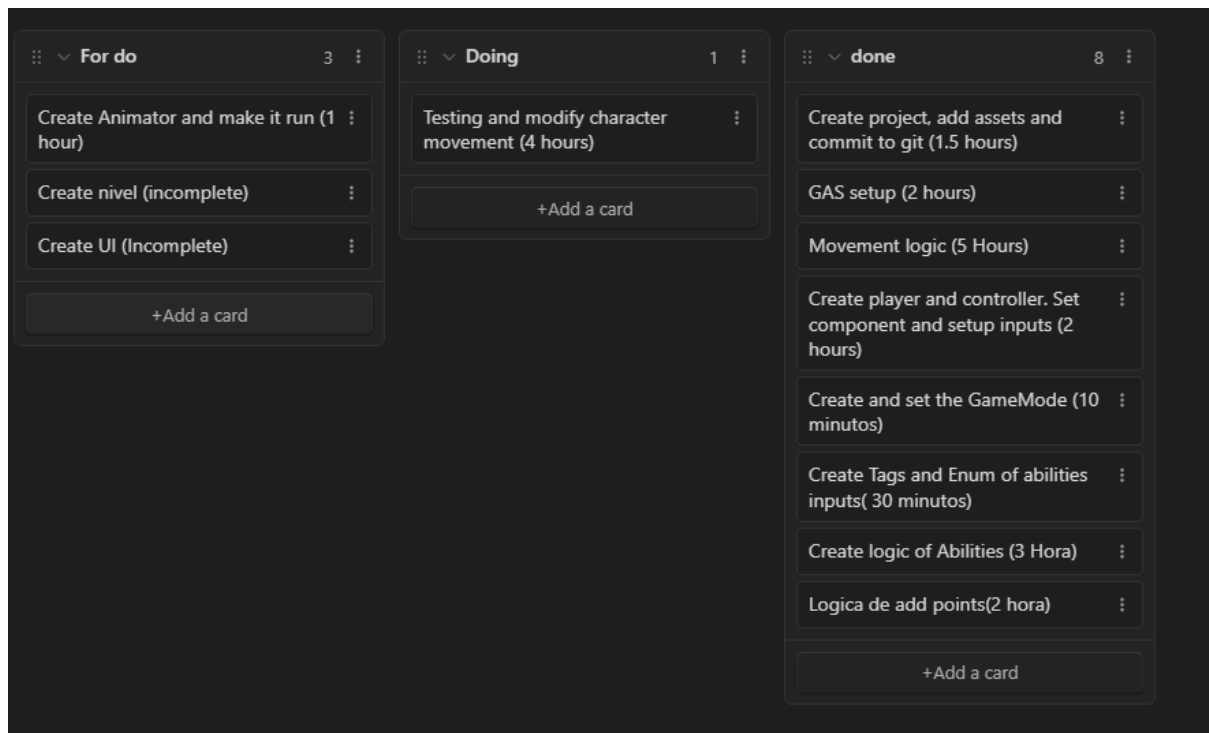 For do 3
Create Animator and make it run (1
hour)
Create nivel (incomplete)
Create UI (Incomplete)
+Add a card
Doing 1
Testing and modify character
movement (4 hours)
+Add a card
done 8
Create project, add assets and
commit to git (1.5 hours)
GAS setup (2 hours)
Movement logic (5 Hours)
Create player and controller. Set
component and setup inputs (2
hours)
Create and set the GameMode (10
minutos)
Create Tags and Enum of abilities
inputs( 30 minutos)
Create logic of Abilities (3 Hora)
Logica de add points(2 hora)
+Add a card